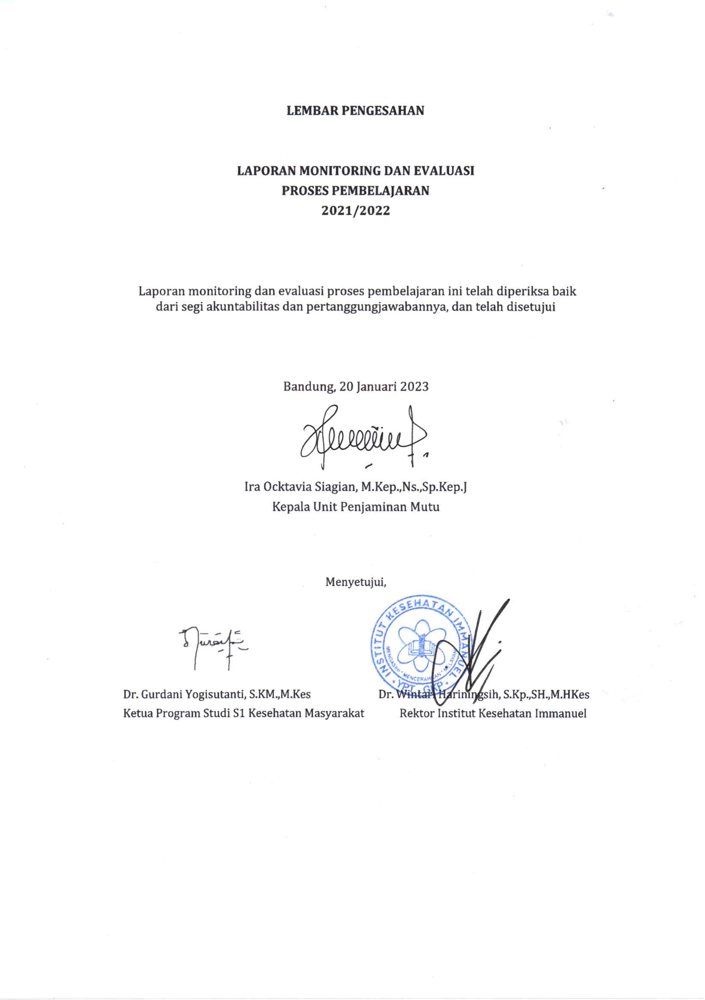 LEMBAR PENGESAHAN
LAPORAN MONITORING DAN EVALUASI
PROSES PEMBELAJARAN
2021/2022
Laporan monitoring dan evaluasi proses pembelajaran ini telah diperiksa baik
dari segi akuntabilitas dan pertanggungjawabannya, dan telah disetujui
Bandung, 20 Januari 2023
Ira Ocktavia Siagian, M.Kep.,Ns.,Sp.Kep.J
Kepala Unit Penjaminan Mutu
Menyetujui,
INSTITUT KESEHATAN IMMANUEL
MENGASIHI * MENCERAHKAN * MELAYANI
YPT - GKP
Dr. Gurdani Yogisutanti, S.KM.,M.Kes Dr. Wintari Hariningsih, S.Kp.,SH.,M.HKes
Ketua Program Studi S1 Kesehatan Masyarakat Rektor Institut Kesehatan Immanuel